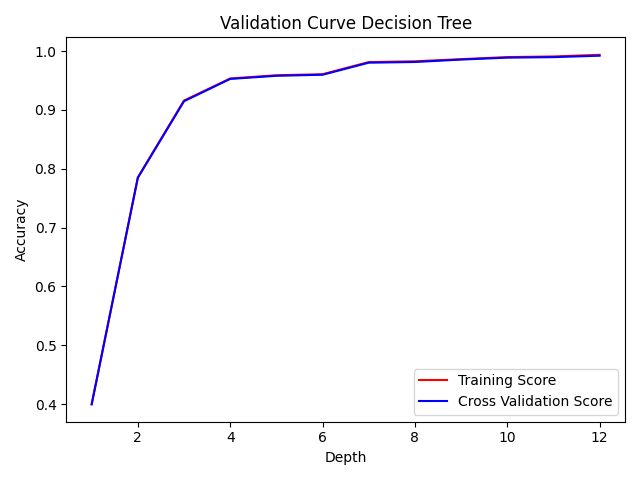 Validation Curve Decision Tree
1.0
0.9
0.8
0.7
0.6
0.5
0.4
Accuracy
Training Score
Cross Validation Score
2 4 6 8 10 12
Depth